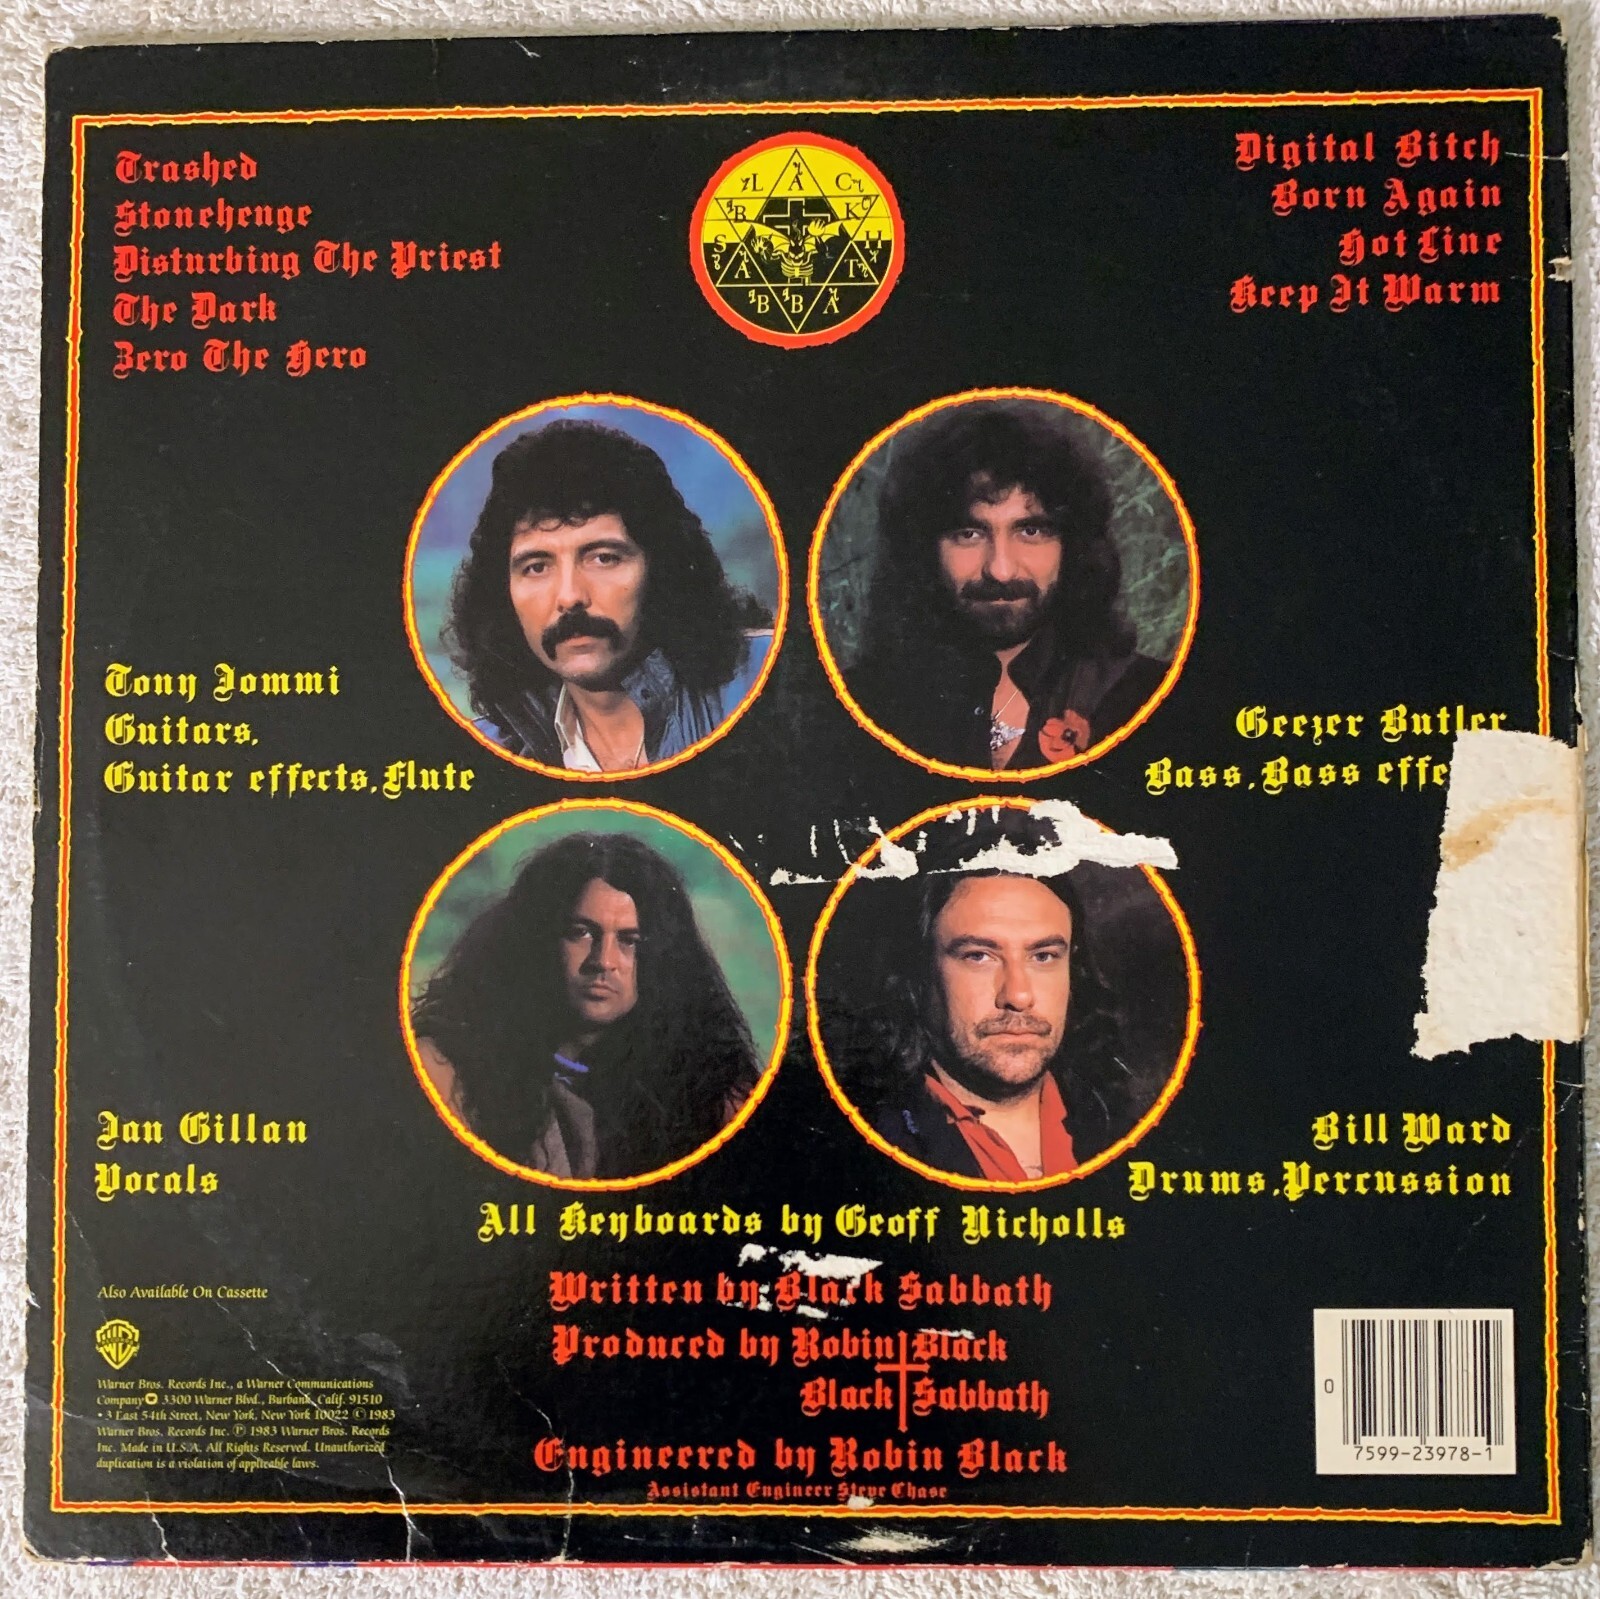 Trashed
Stonehenge
Disturbing The Priest
The Dark
Zero The Hero
BLACK
SABBATH
Digital Bitch
Born Again
Hot Line
Keep It Warm
Tony Iommi
Guitars,
Guitar effects, Flute
Geezer Butler
Bass, Bass effe
Ian Gillan
Vocals
Bill Ward
Drums, Percussion
All Keyboards by Geoff Nicholls
Written by Black Sabbath
Produced by Robin Black
Black Sabbath
Engineered by Robin Black
Assistant Engineer Steve Chase
Also Available On Cassette
Warner Bros. Records Inc., a Warner Communications
Company 3300 Warner Blvd., Burbank, Calif. 91510
• 3 East 54th Street, New York, New York 10022 © 1983
Warner Bros. Records Inc. ℗ 1983 Warner Bros. Records
Inc. Made in U.S.A. All Rights Reserved. Unauthorized
duplication is a violation of applicable laws.
0
7599-23978-1